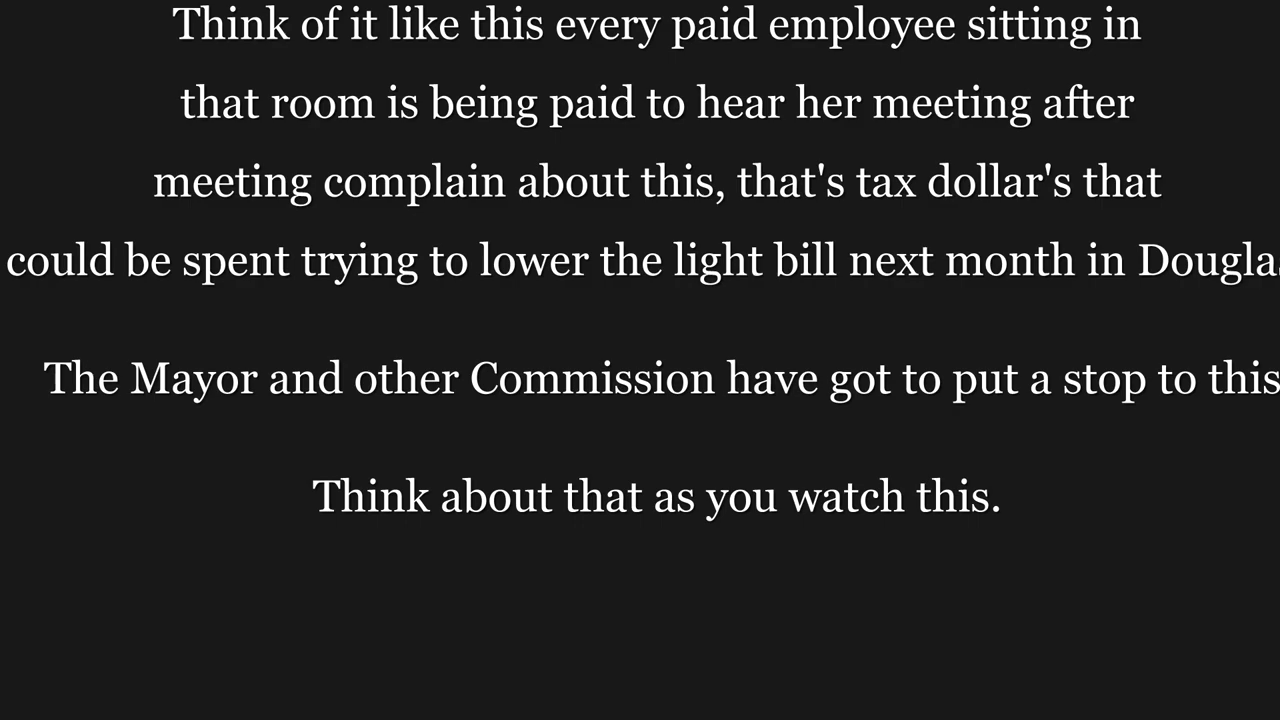 Think of it like this every paid employee sitting in
that room is being paid to hear her meeting after
meeting complain about this, that's tax dollar's that
could be spent trying to lower the light bill next month in Douglas
The Mayor and other Commission have got to put a stop to this
Think about that as you watch this.